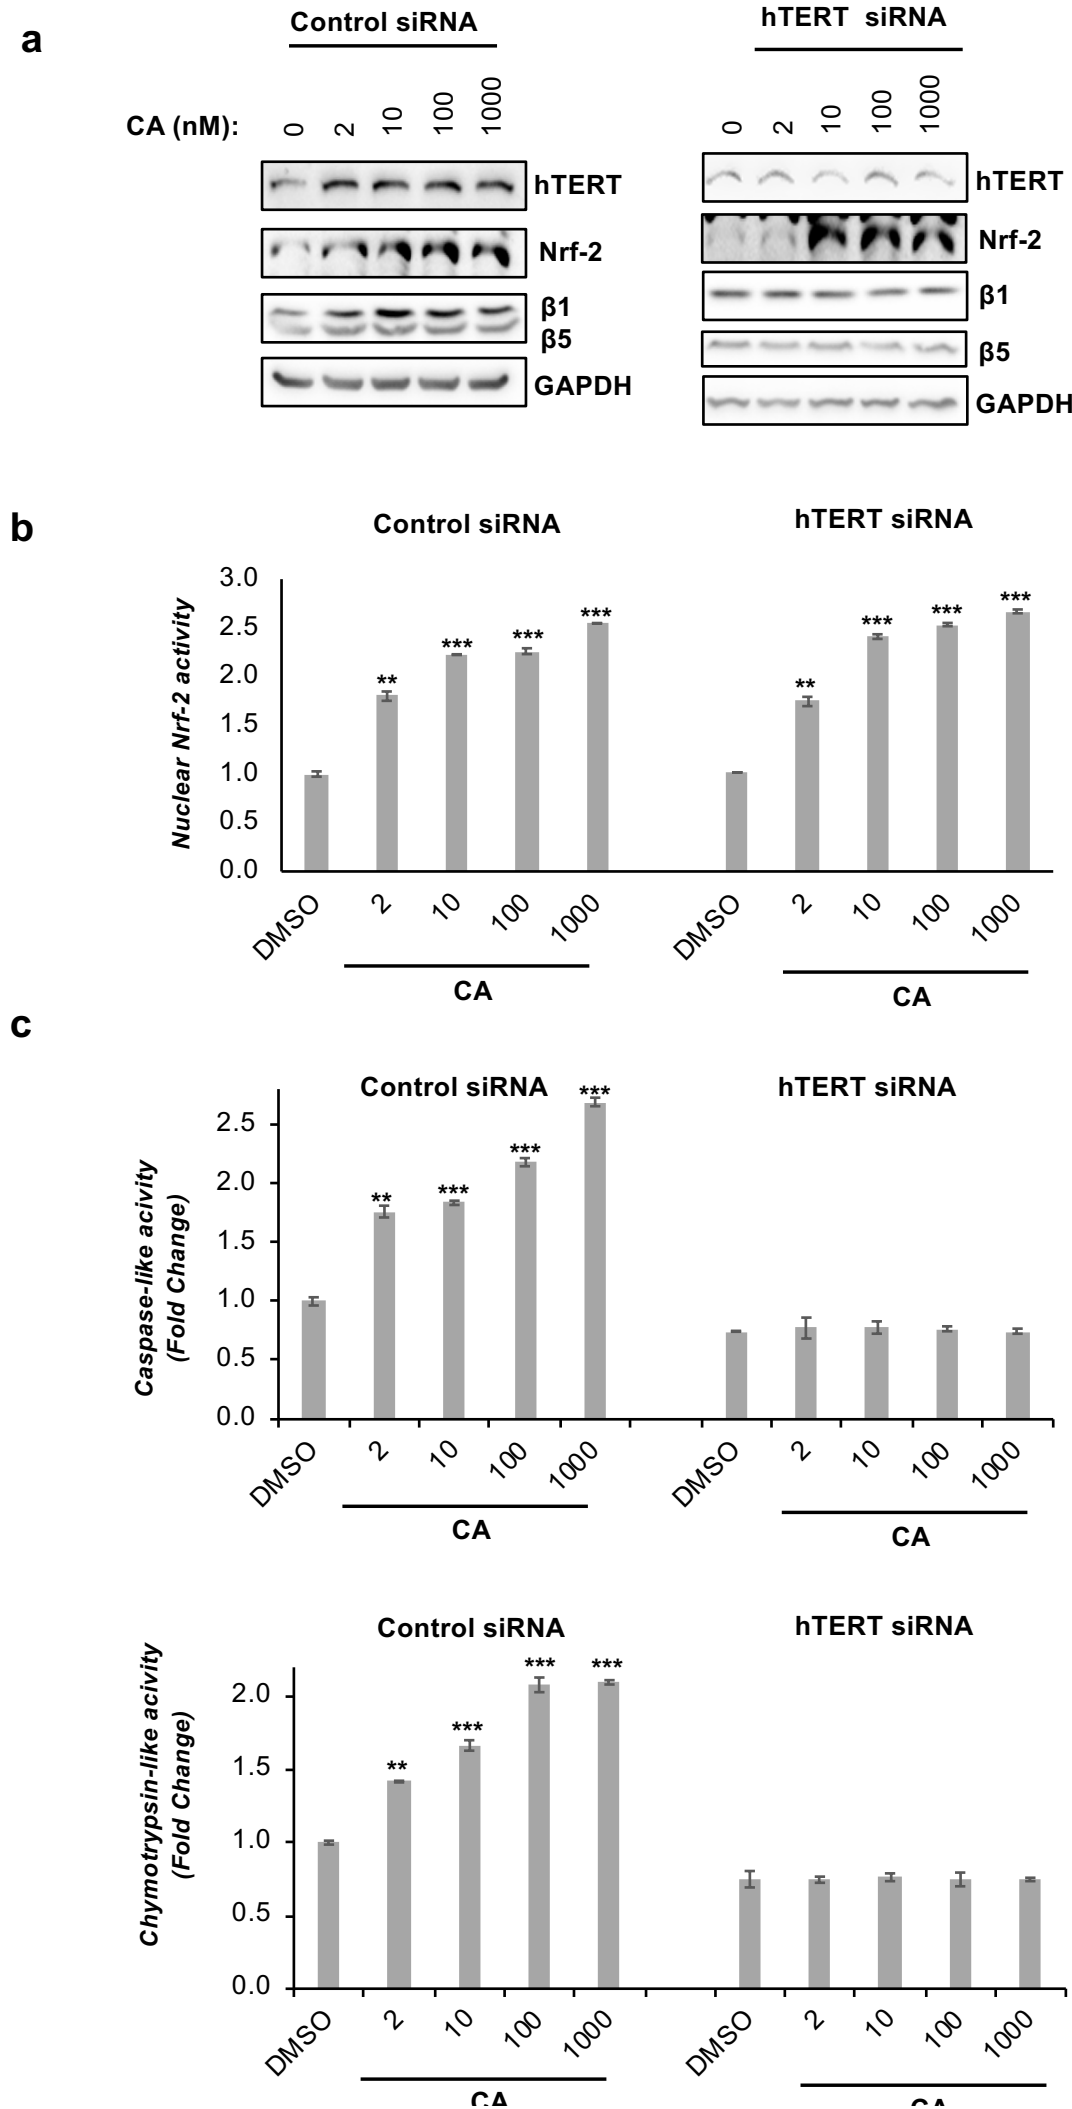 a
Control siRNA
hTERT siRNA
CA (nM):
0 2 10 100 1000
0 2 10 100 1000
hTERT
Nrf-2
β1
β5
GAPDH
hTERT
Nrf-2
β1
β5
GAPDH
b
Control siRNA
hTERT siRNA
Nuclear Nrf-2 activity
3.0
2.5
2.0
1.5
1.0
0.5
0.0
** *** *** ***
** *** *** ***
DMSO 2 10 100 1000
DMSO 2 10 100 1000
CA
CA
c
Control siRNA
hTERT siRNA
Caspase-like acivity
(Fold Change)
2.5
2.0
1.5
1.0
0.5
0.0
** *** *** ***
DMSO 2 10 100 1000
DMSO 2 10 100 1000
CA
CA
Control siRNA
hTERT siRNA
Chymotrypsin-like acivity
(Fold Change)
2.0
1.5
1.0
0.5
0.0
** *** *** ***
DMSO 2 10 100 1000
DMSO 2 10 100 1000
CA
CA